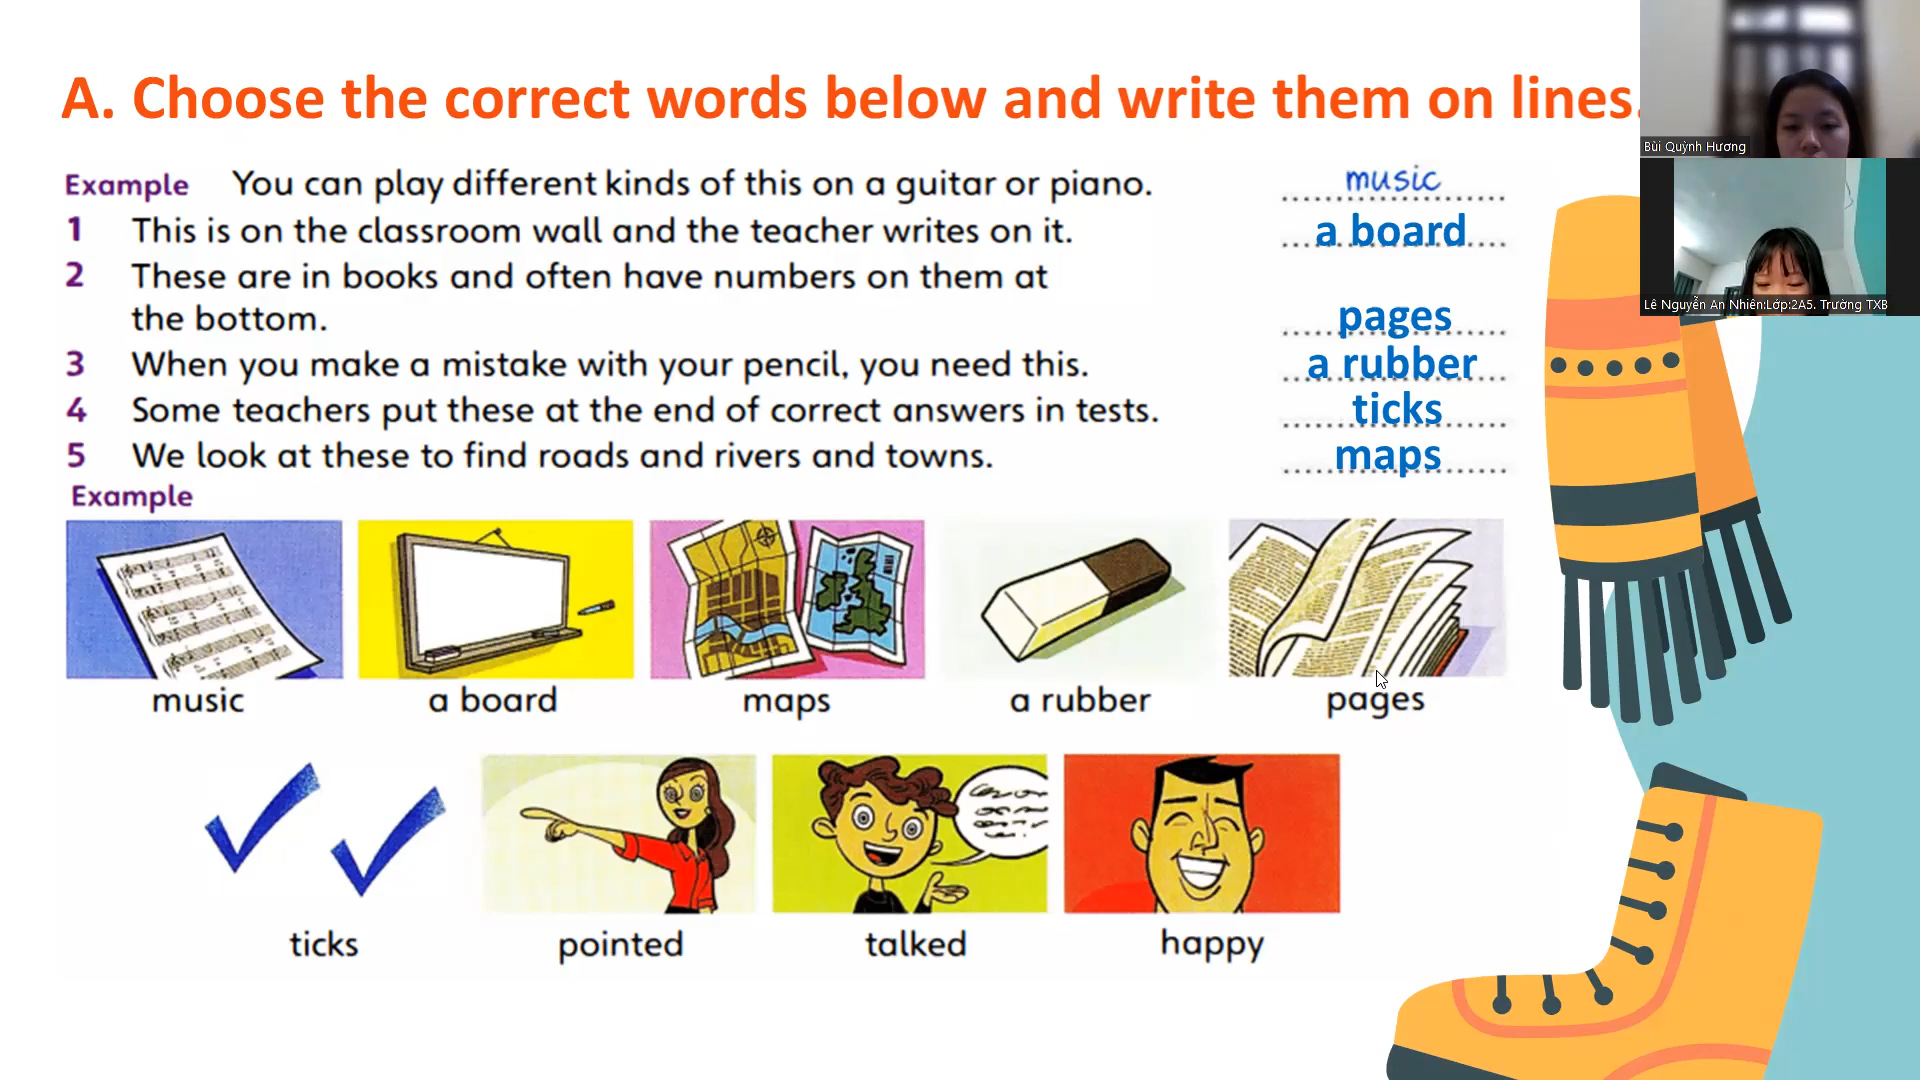 A. Choose the correct words below and write them on lines.
Bùi Quỳnh Hương
Lê Nguyễn An Nhiên:Lớp:2A5. Trường TXB
Example You can play different kinds of this on a guitar or piano. music
1 This is on the classroom wall and the teacher writes on it. a board
2 These are in books and often have numbers on them at
the bottom. pages
3 When you make a mistake with your pencil, you need this. a rubber
4 Some teachers put these at the end of correct answers in tests. ticks
5 We look at these to find roads and rivers and towns. maps
Example
music a board maps a rubber pages
ticks pointed talked happy